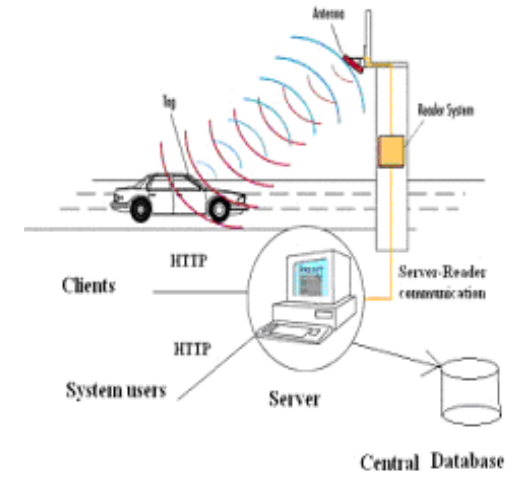 Antenna
Tag
Reader System
HTTP
Clients
Server-Reader
communication
HTTP
System users
Server
Central Database